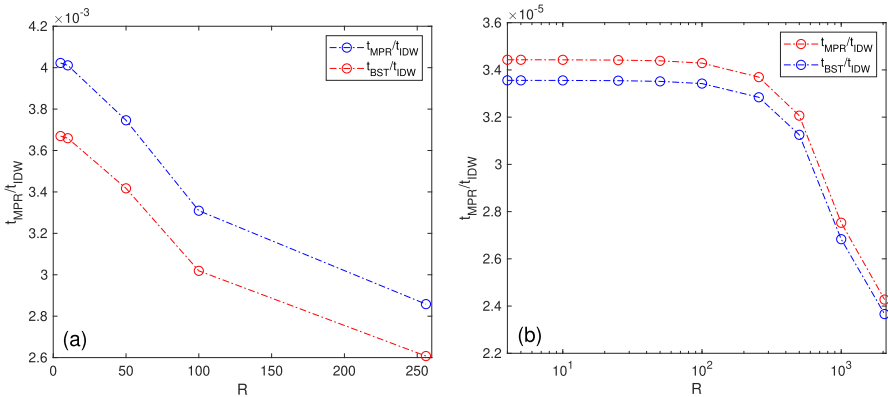 ×10⁻³
4.2
4
3.8
3.6
3.4
3.2
3
2.8
2.6
t_MPR/t_IDW
t_MPR/t_IDW
t_BST/t_IDW
(a)
0 50 100 150 200 250
R
×10⁻⁵
3.6
3.4
3.2
3
2.8
2.6
2.4
2.2
t_MPR/t_IDW
t_MPR/t_IDW
t_BST/t_IDW
(b)
10¹ 10² 10³
R